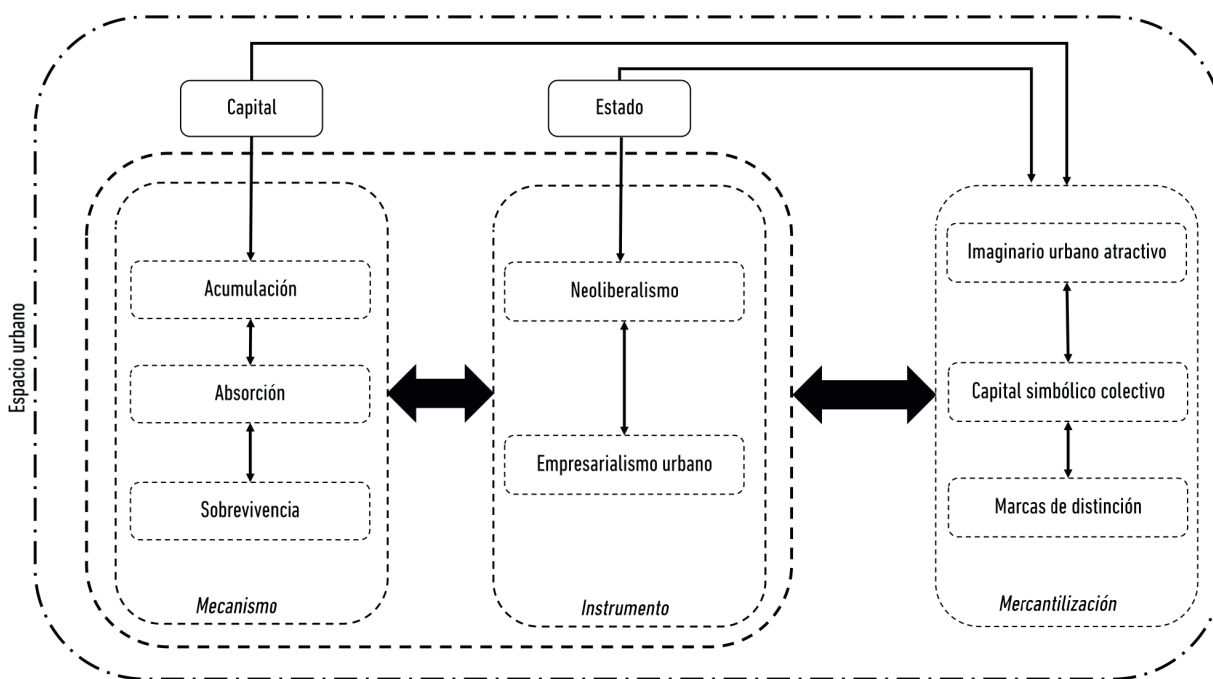 Espacio urbano
Capital
Estado
Acumulación
Absorción
Sobrevivencia
Mecanismo
Neoliberalismo
Empresarialismo urbano
Instrumento
Imaginario urbano atractivo
Capital simbólico colectivo
Marcas de distinción
Mercantilización